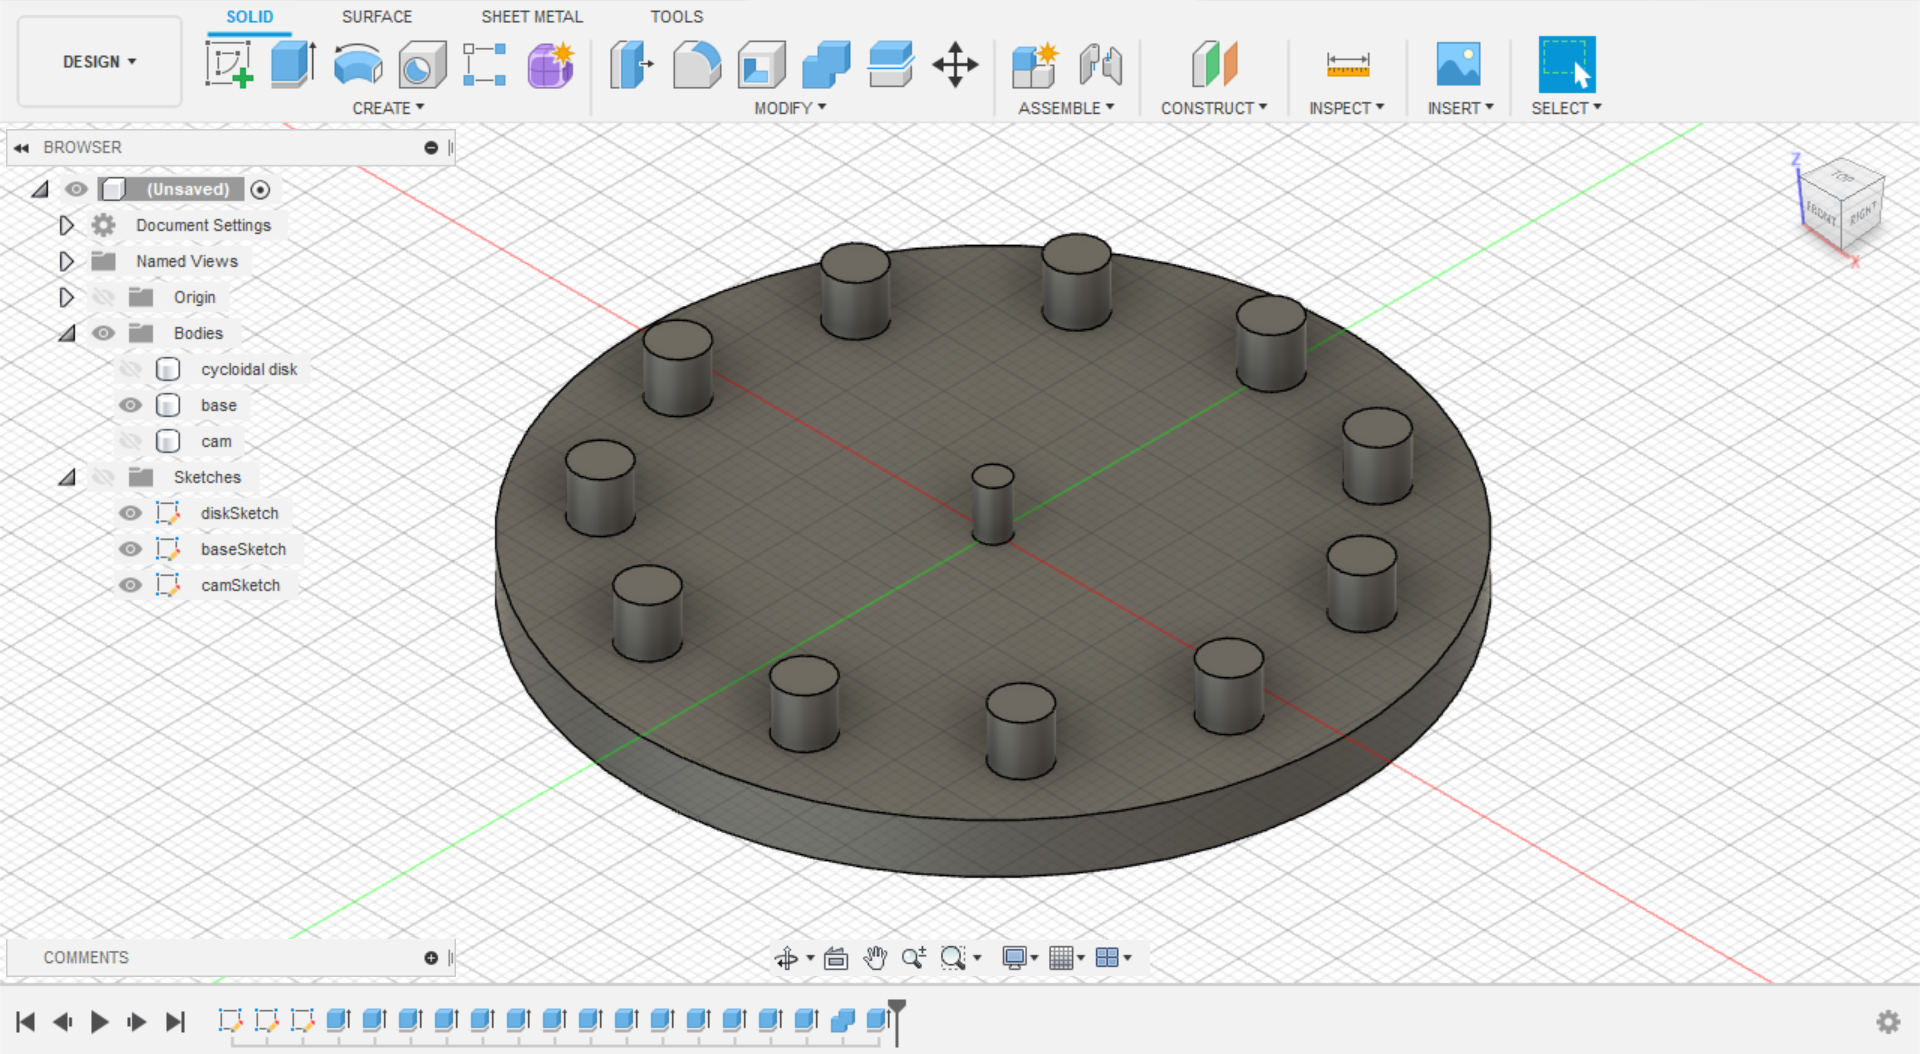 SOLID SURFACE SHEET METAL TOOLS
DESIGN
CREATE MODIFY ASSEMBLE CONSTRUCT INSPECT INSERT SELECT
BROWSER
(Unsaved)
Document Settings
Named Views
Origin
Bodies
cycloidal disk
base
cam
Sketches
diskSketch
baseSketch
camSketch
Z
TOP
FRONT
RIGHT
X
COMMENTS